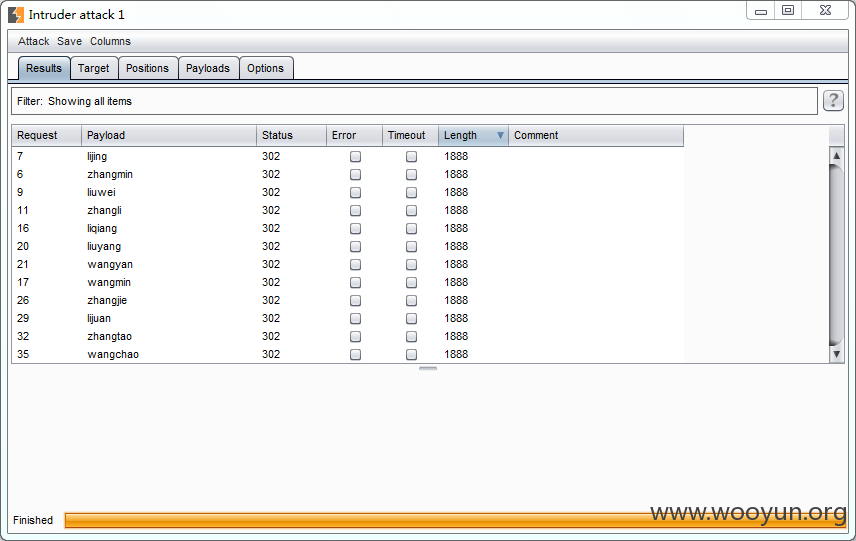 Intruder attack 1
Attack Save Columns
Results Target Positions Payloads Options
Filter: Showing all items
?
Request Payload Status Error Timeout Length Comment
7 lijing 302 1888
6 zhangmin 302 1888
9 liuwei 302 1888
11 zhangli 302 1888
16 liqiang 302 1888
20 liuyang 302 1888
21 wangyan 302 1888
17 wangmin 302 1888
26 zhangjie 302 1888
29 lijuan 302 1888
32 zhangtao 302 1888
35 wangchao 302 1888
Finished
www.wooyun.org